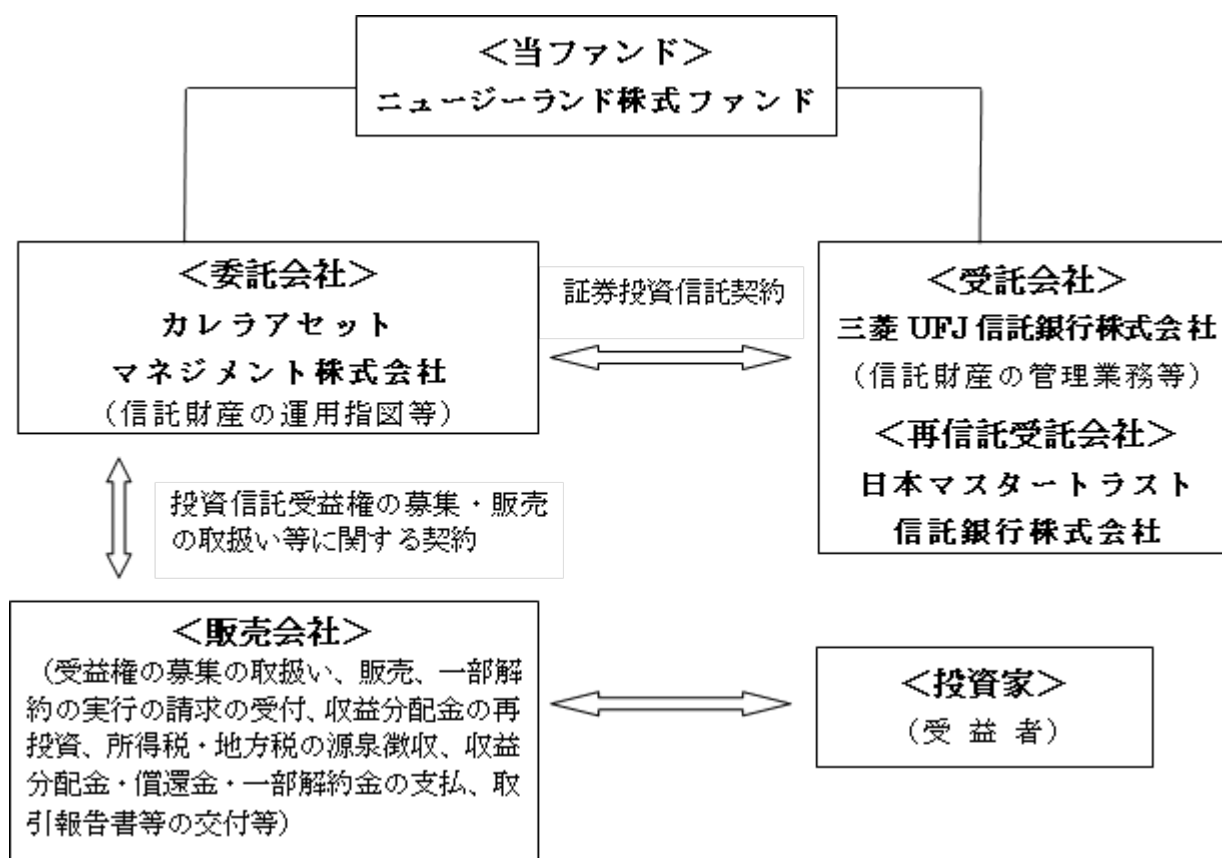 ＜当ファンド＞
ニュージーランド株式ファンド
＜委託会社＞
カレラアセット
マネジメント株式会社
（信託財産の運用指図等）
証券投資信託契約
＜受託会社＞
三菱 UFJ 信託銀行株式会社
（信託財産の管理業務等）
＜再信託受託会社＞
日本マスタートラスト
信託銀行株式会社
投資信託受益権の募集・販売
の取扱い等に関する契約
＜販売会社＞
（受益権の募集の取扱い、販売、一部解
約の実行の請求の受付、収益分配金の再
投資、所得税・地方税の源泉徴収、収益
分配金・償還金・一部解約金の支払、取
引報告書等の交付等）
＜投資家＞
（受 益 者）